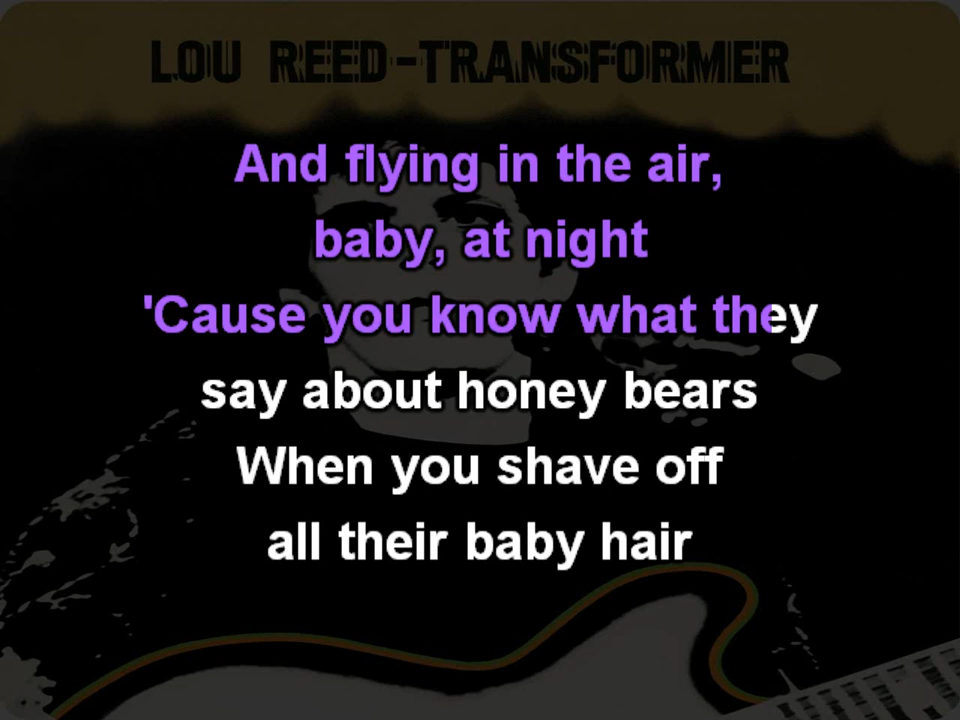 LOU REED-TRANSFORMER
And flying in the air,
baby, at night
'Cause you know what they
say about honey bears
When you shave off
all their baby hair